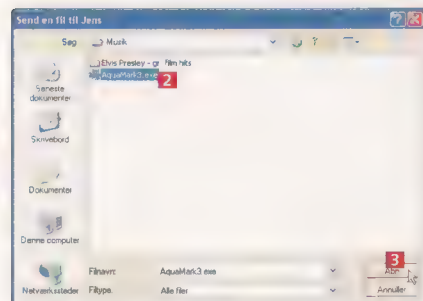 Send en fil til Jens
Søg
Musik
Elvis Presley - gr film hits
AquaMark3.exe
2
Seneste dokumenter
Skrivebord
Dokumenter
Denne computer
Netværkssteder
Filnavn:
AquaMark3.exe
3
Åbn
Filtype:
Alle filer
Annuller